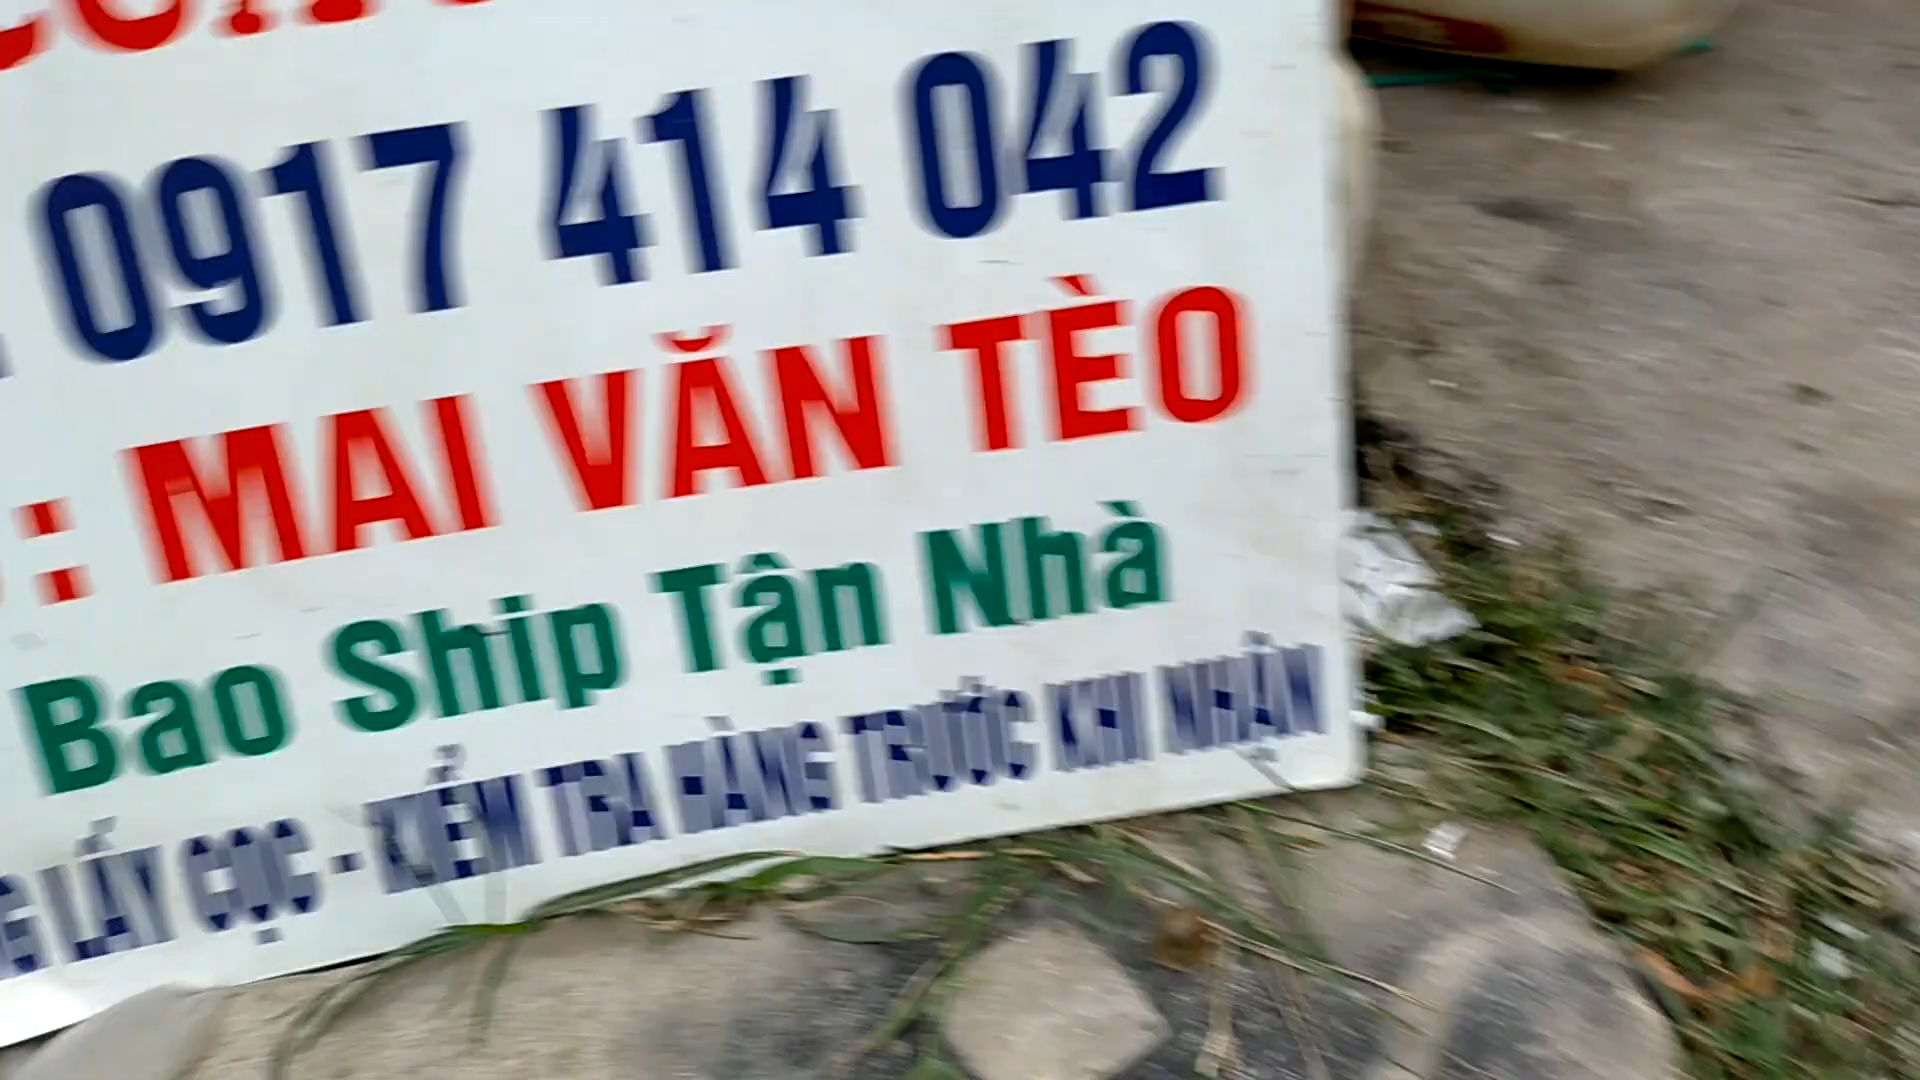 0917 414 042
: MAI VĂN TÈO
Bao Ship Tận Nhà
LẤY CỌC - KIỂM TRA HÀNG TRƯỚC KHI NHẬN